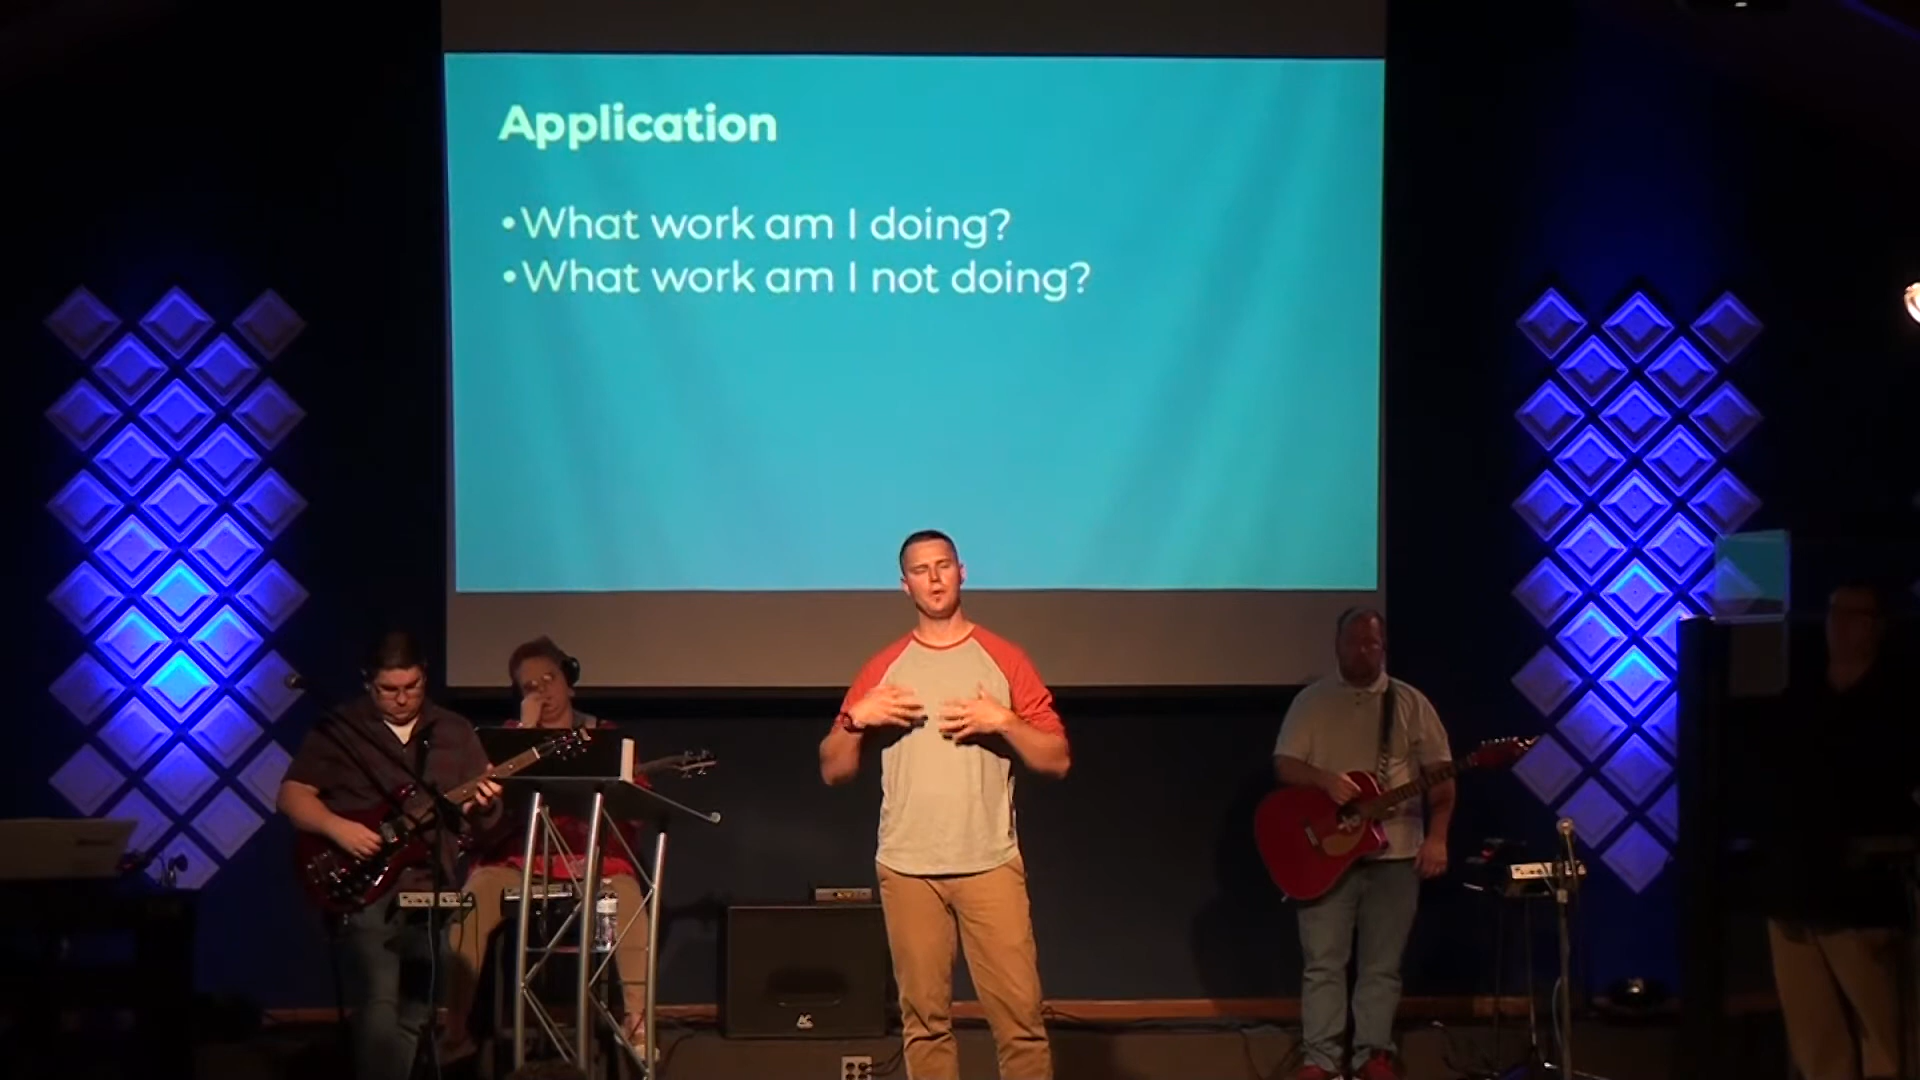 Application
•What work am I doing?
•What work am I not doing?